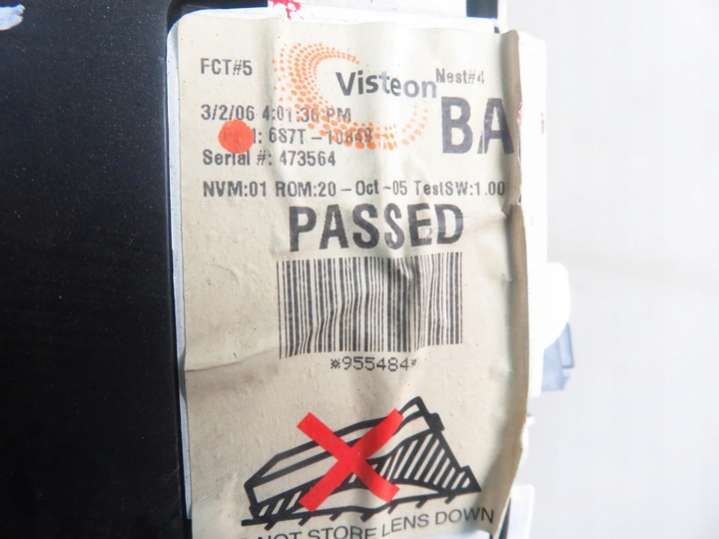 FCT#5
Visteon
Nest#4
3/2/06 4:01:36 PM
BA
1: 6S7T-10849
Serial #: 473564
NVM:01 ROM:20-Oct-05 TestSW:1.00
PASSED
*955484*
NOT STORE LENS DOWN